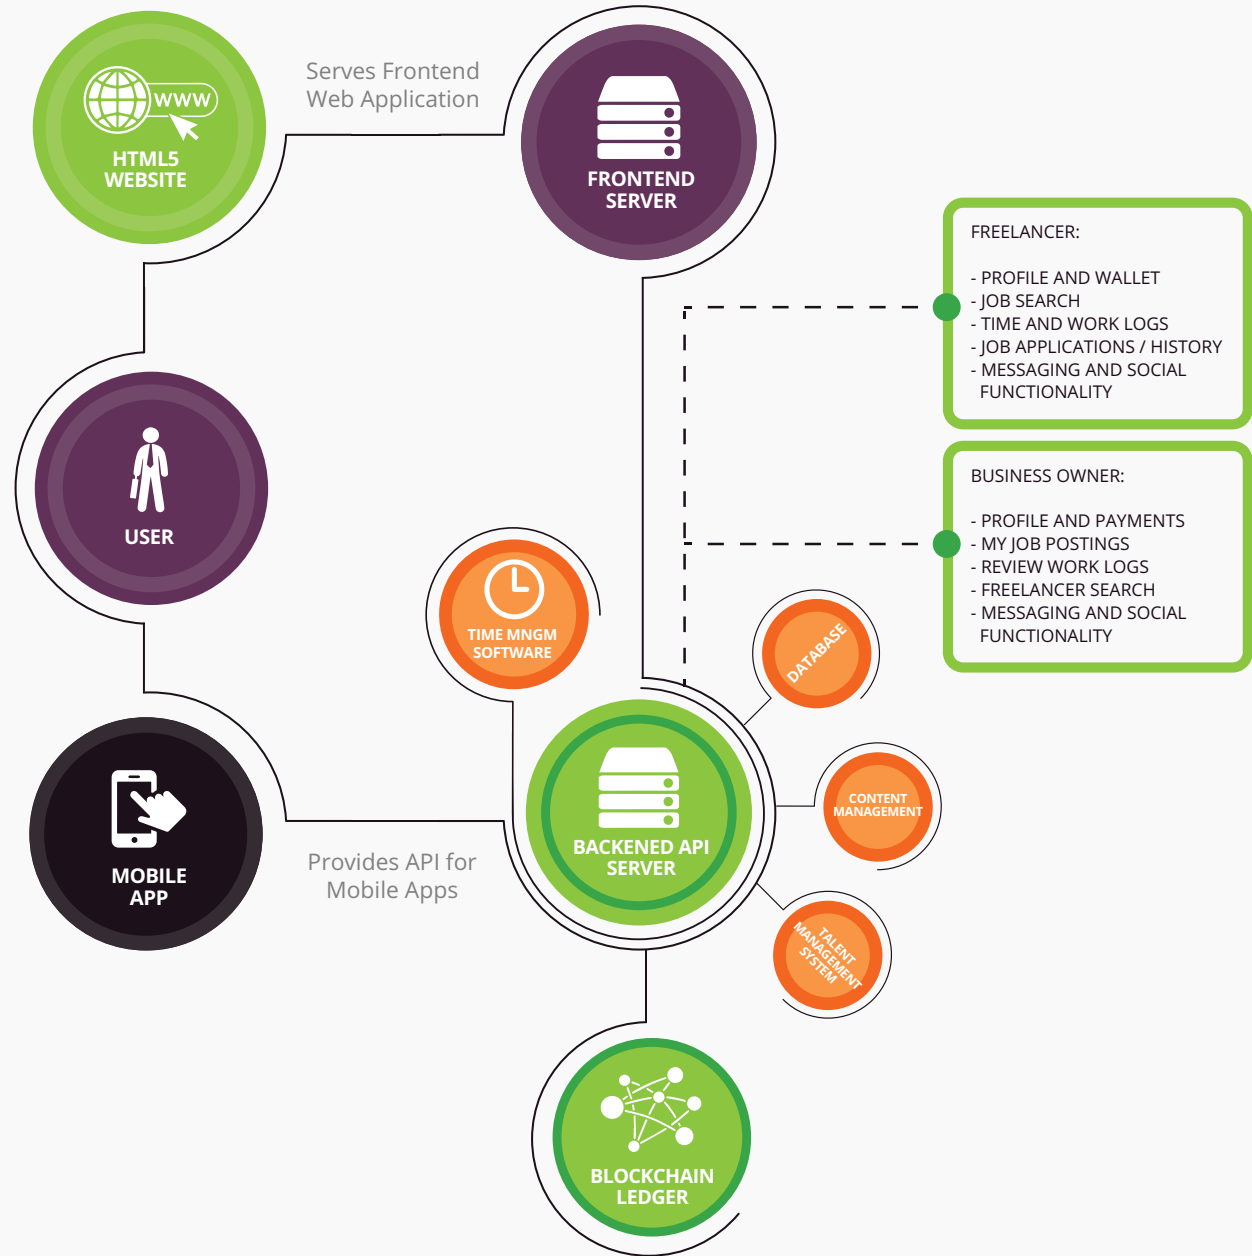 WWW
HTML5
WEBSITE
Serves Frontend
Web Application
FRONTEND
SERVER
FREELANCER:
- PROFILE AND WALLET
- JOB SEARCH
- TIME AND WORK LOGS
- JOB APPLICATIONS / HISTORY
- MESSAGING AND SOCIAL
FUNCTIONALITY
BUSINESS OWNER:
- PROFILE AND PAYMENTS
- MY JOB POSTINGS
- REVIEW WORK LOGS
- FREELANCER SEARCH
- MESSAGING AND SOCIAL
FUNCTIONALITY
USER
TIME MNGM
SOFTWARE
DATABASE
CONTENT
MANAGEMENT
BACKENED API
SERVER
MOBILE
APP
Provides API for
Mobile Apps
TALENT
MANAGEMENT
SYSTEM
BLOCKCHAIN
LEDGER